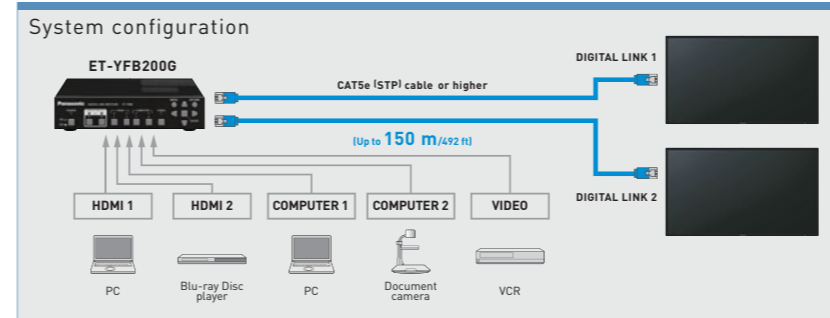 System configuration
ET-YFB200G
Panasonic
DIGITAL LINK 1
CAT5e (STP) cable or higher
(Up to 150 m/492 ft)
DIGITAL LINK 2
HDMI 1
HDMI 2
COMPUTER 1
COMPUTER 2
VIDEO
PC
Blu-ray Disc
player
PC
Document
camera
VCR